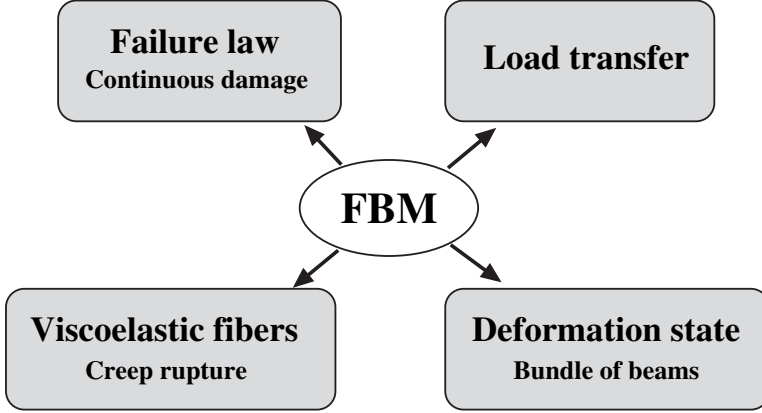 Failure law
Continuous damage
Load transfer
FBM
Viscoelastic fibers
Creep rupture
Deformation state
Bundle of beams